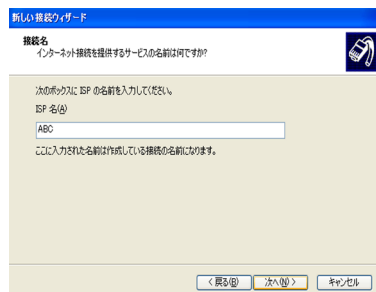 新しい接続ウィザード
接続名
インターネット接続を提供するサービスの名前は何ですか?
次のボックスに ISP の名前を入力してください。
ISP 名(A)
ABC
ここに入力された名前は作成している接続の名前になります。
< 戻る(B)
次へ(N) >
キャンセル